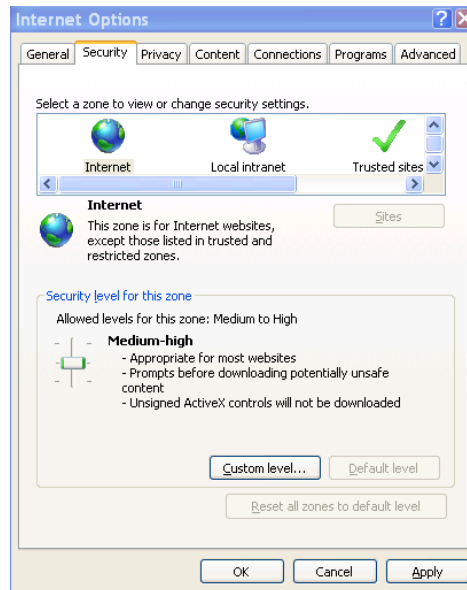 Internet Options
General Security Privacy Content Connections Programs Advanced
Select a zone to view or change security settings.
Internet Local intranet Trusted sites
Internet
Sites
This zone is for Internet websites,
except those listed in trusted and
restricted zones.
Security level for this zone
Allowed levels for this zone: Medium to High
Medium-high
- Appropriate for most websites
- Prompts before downloading potentially unsafe
content
- Unsigned ActiveX controls will not be downloaded
Custom level... Default level
Reset all zones to default level
OK Cancel Apply